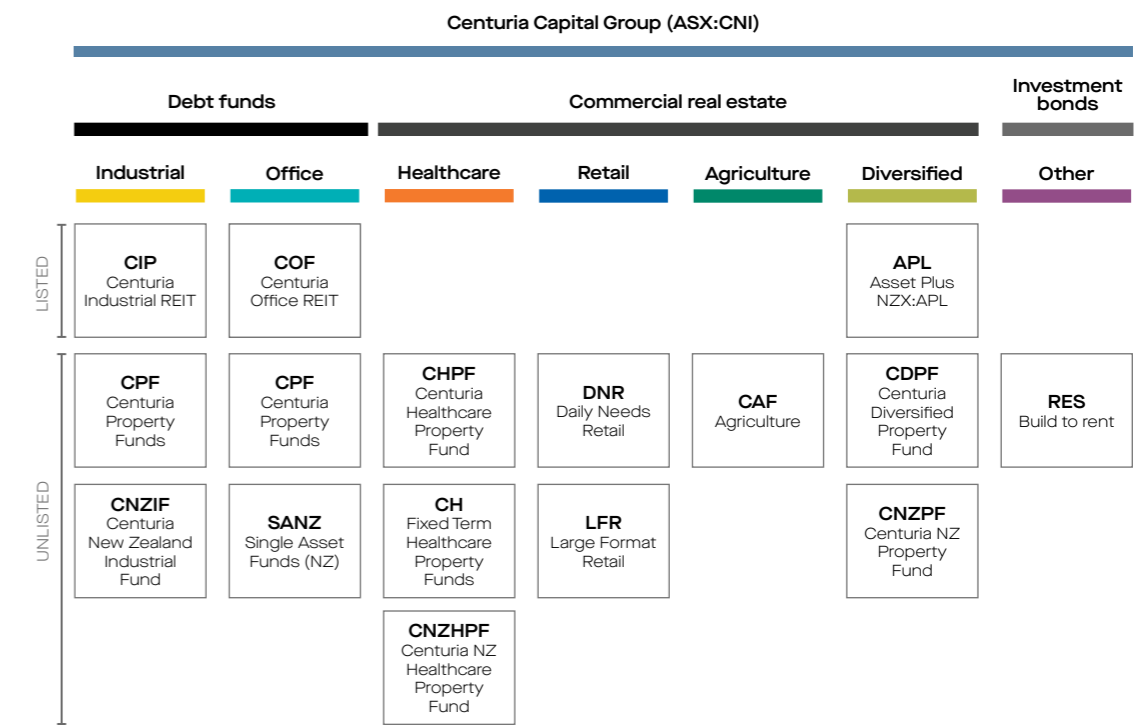 Centuria Capital Group (ASX:CNI)
Debt funds
Commercial real estate
Investment
bonds
Industrial
Office
Healthcare
Retail
Agriculture
Diversified
Other
LISTED
CIP
Centuria
Industrial REIT
COF
Centuria
Office REIT
APL
Asset Plus
NZX:APL
UNLISTED
CPF
Centuria
Property
Funds
CPF
Centuria
Property
Funds
CHPF
Centuria
Healthcare
Property
Fund
DNR
Daily Needs
Retail
CAF
Agriculture
CDPF
Centuria
Diversified
Property
Fund
RES
Build to rent
CNZIF
Centuria
New Zealand
Industrial
Fund
SANZ
Single Asset
Funds (NZ)
CH
Fixed Term
Healthcare
Property
Funds
LFR
Large Format
Retail
CNZPF
Centuria NZ
Property
Fund
CNZHPF
Centuria NZ
Healthcare
Property
Fund